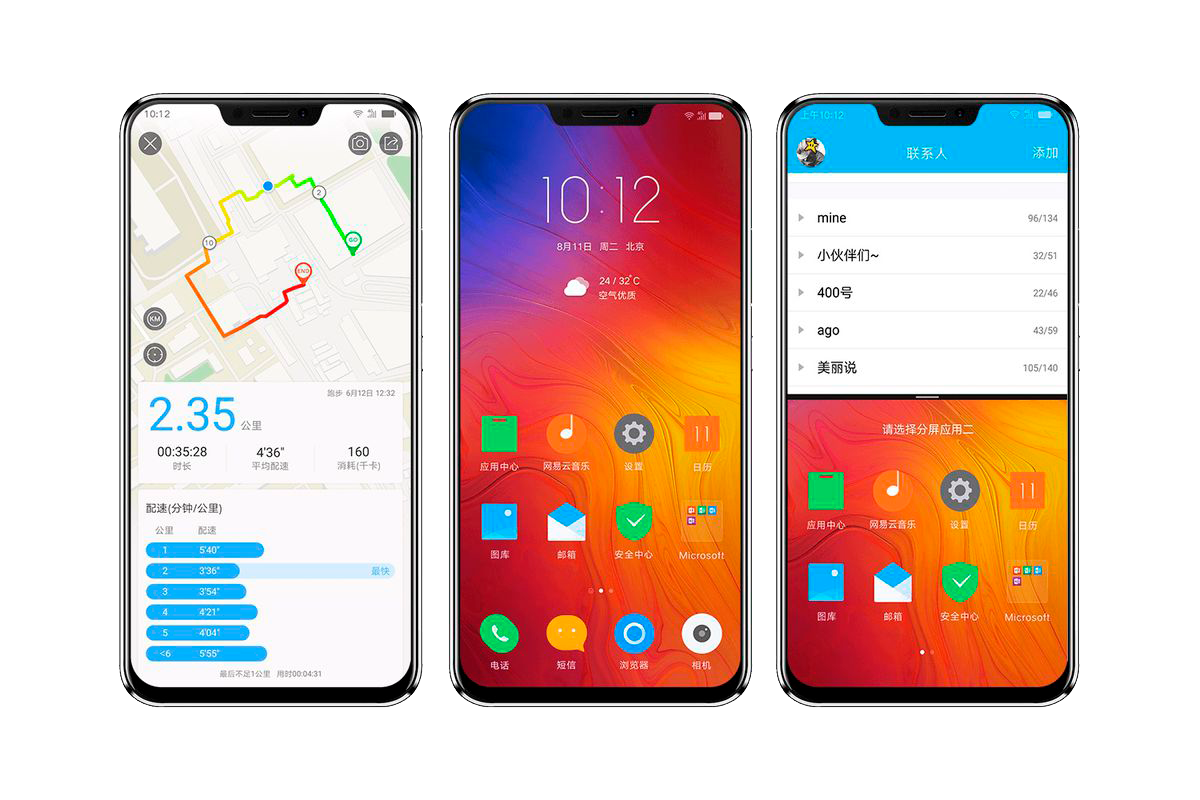 10:12
2
GO
10
END
KM
跑步 6月12日 12:32
2.35 公里
00:35:28 4'36" 160
时长 平均配速 消耗(千卡)
配速(分钟/公里)
公里 配速
1 5'40"
2 3'36" 最快
3 3'54"
4 4'21"
5 4'04"
<6 5'55"
最后不足1公里 用时00:04:31
10:12
8月11日 周二 北京
24 / 32°C
空气优质
11
应用中心 网易云音乐 设置 日历
图库 邮箱 安全中心 Microsoft
电话 短信 浏览器 相机
上午10:12
联系人 添加
mine 96/134
小伙伴们~ 32/51
400号 22/46
ago 43/59
美丽说 105/140
请选择分屏应用二
11
应用中心 网易云音乐 设置 日历
图库 邮箱 安全中心 Microsoft